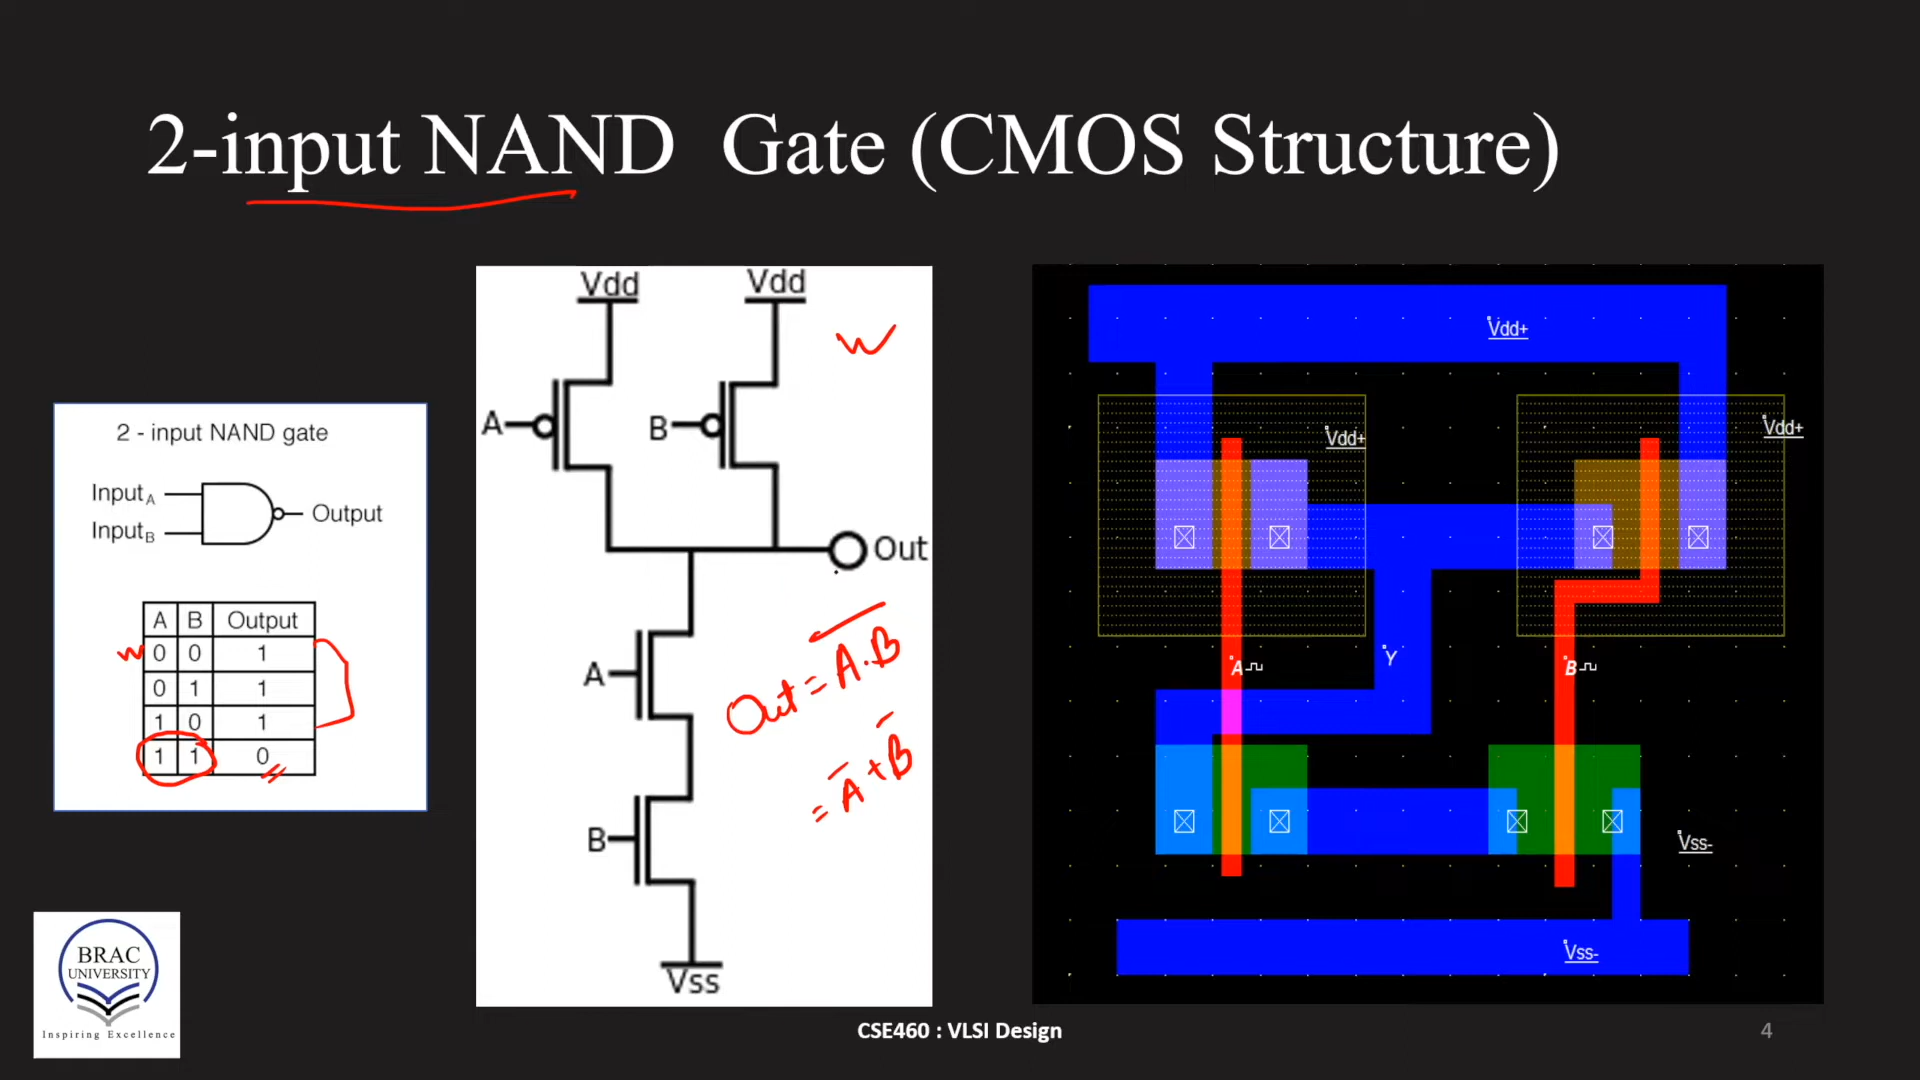 2-input NAND Gate (CMOS Structure)
2 - input NAND gate
Input A
Input B
Output
A B Output
0 0 1
0 1 1
1 0 1
1 1 0
Vdd Vdd
A B
Out
A
B
Vss
Out = A.B
= A + B
Vdd+
Vdd+
Vdd+
A
Y
B
Vss-
Vss-
BRAC
UNIVERSITY
Inspiring Excellence
CSE460 : VLSI Design
4